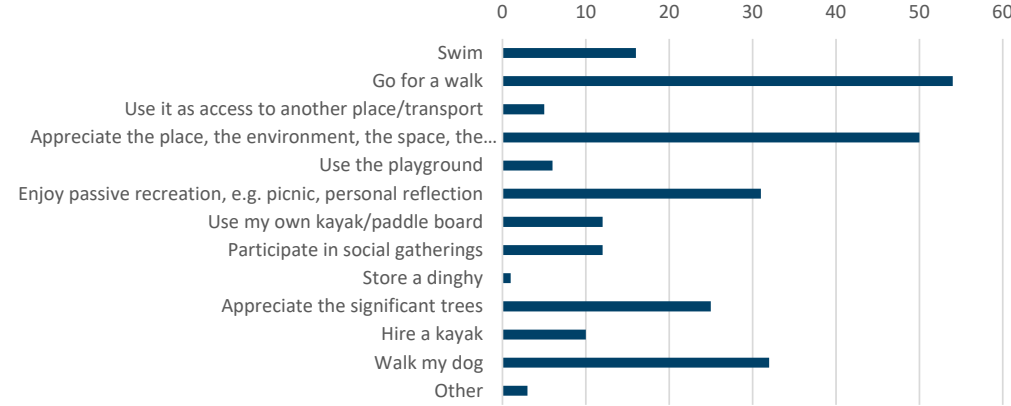 0 10 20 30 40 50 60
Swim
Go for a walk
Use it as access to another place/transport
Appreciate the place, the environment, the space, the…
Use the playground
Enjoy passive recreation, e.g. picnic, personal reflection
Use my own kayak/paddle board
Participate in social gatherings
Store a dinghy
Appreciate the significant trees
Hire a kayak
Walk my dog
Other